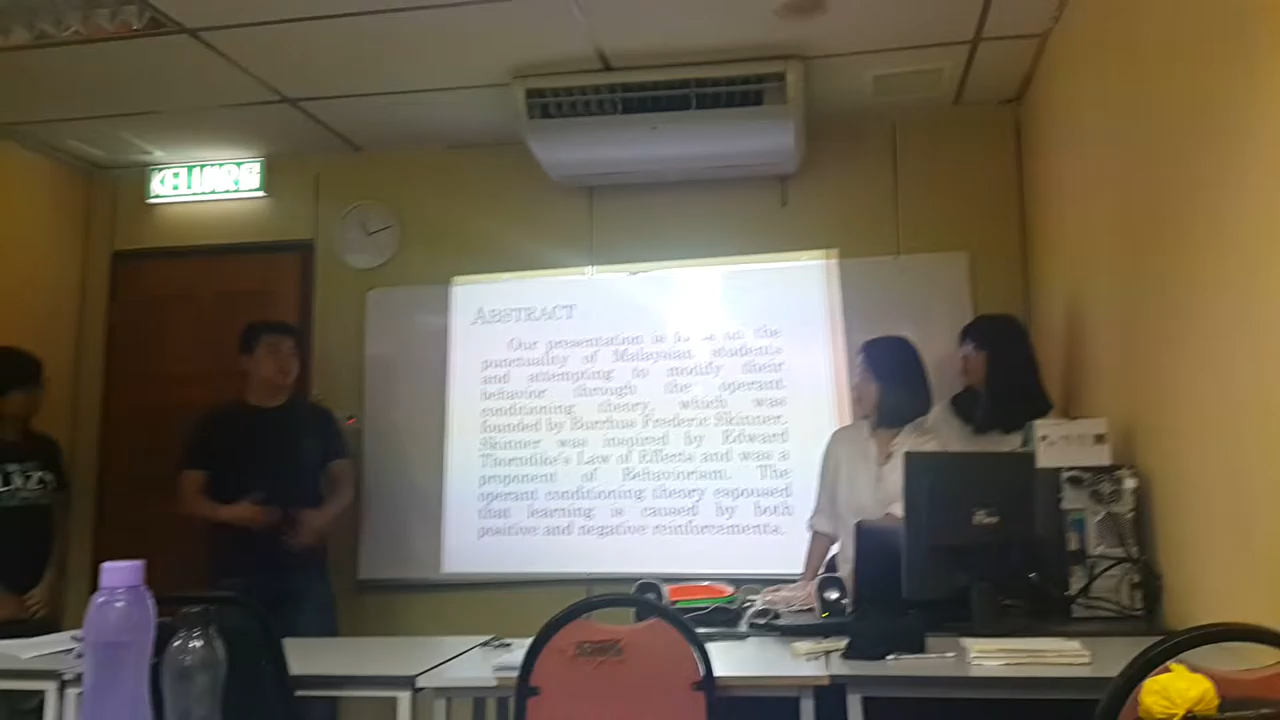 KELUAR
ABSTRACT
Our presentation is on the
punctuality of Malaysian students
and attempting to modify their
behavior through the operant
conditioning theory, which was
founded by Burrhus Frederic Skinner.
Skinner was inspired by Edward
Thorndike's Law of Effects and was a
proponent of Behaviorism. The
operant conditioning theory espoused
that learning is caused by both
positive and negative reinforcements.